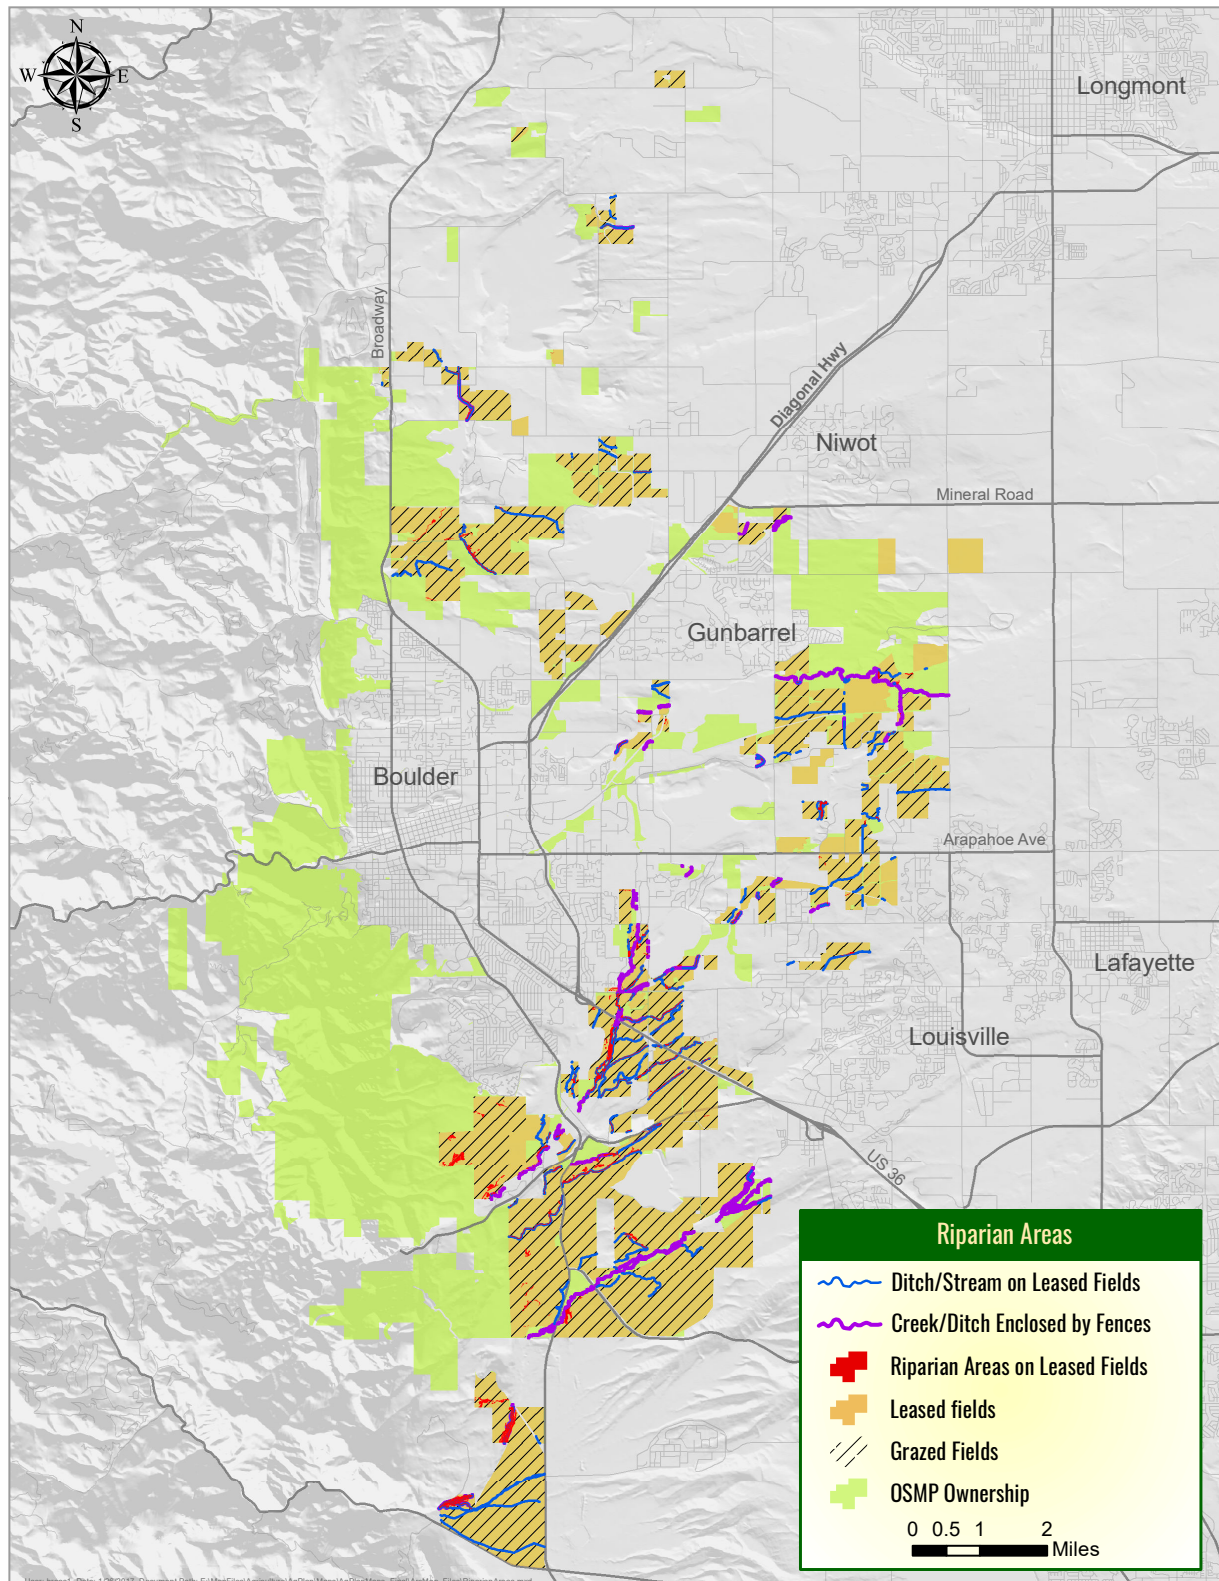 N
W E
S
Longmont
Broadway
Diagonal Hwy
Niwot
Mineral Road
Gunbarrel
Boulder
Arapahoe Ave
Lafayette
Louisville
US 36
Riparian Areas
Ditch/Stream on Leased Fields
Creek/Ditch Enclosed by Fences
Riparian Areas on Leased Fields
Leased fields
Grazed Fields
OSMP Ownership
0 0.5 1 2
Miles